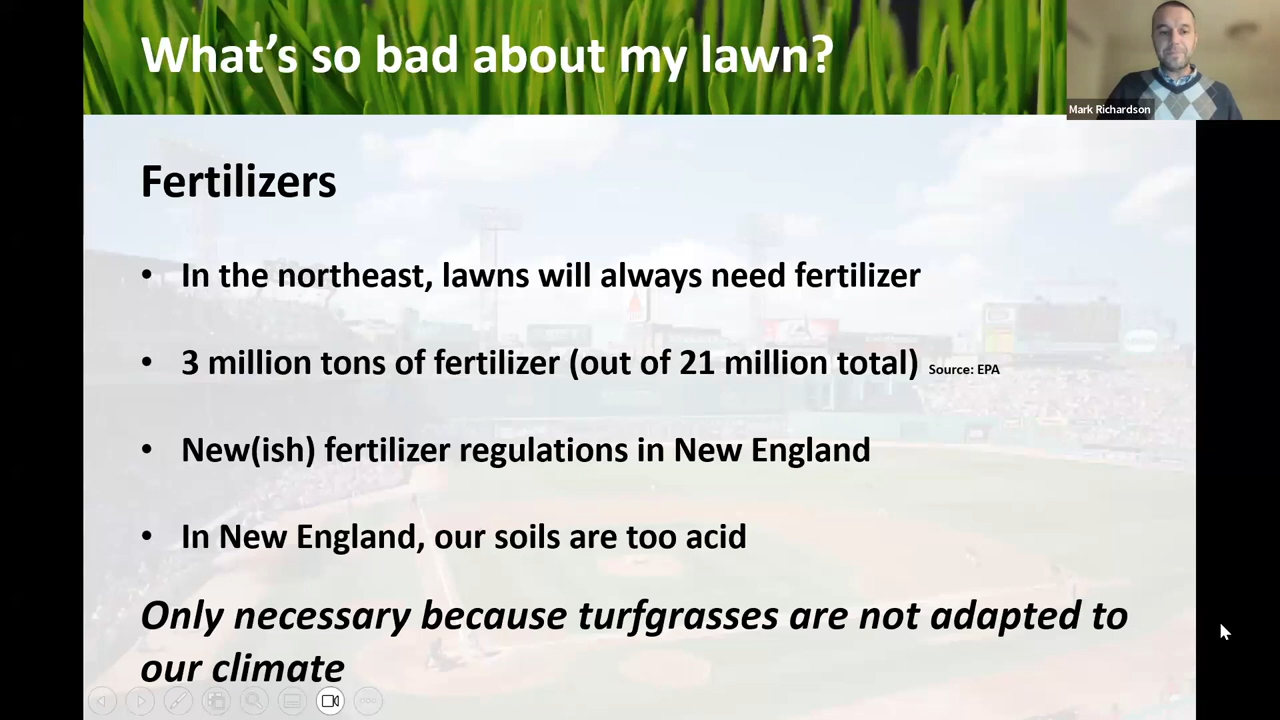 What's so bad about my lawn?
Mark Richardson
Fertilizers
• In the northeast, lawns will always need fertilizer
• 3 million tons of fertilizer (out of 21 million total) Source: EPA
• New(ish) fertilizer regulations in New England
• In New England, our soils are too acid
Only necessary because turfgrasses are not adapted to
our climate